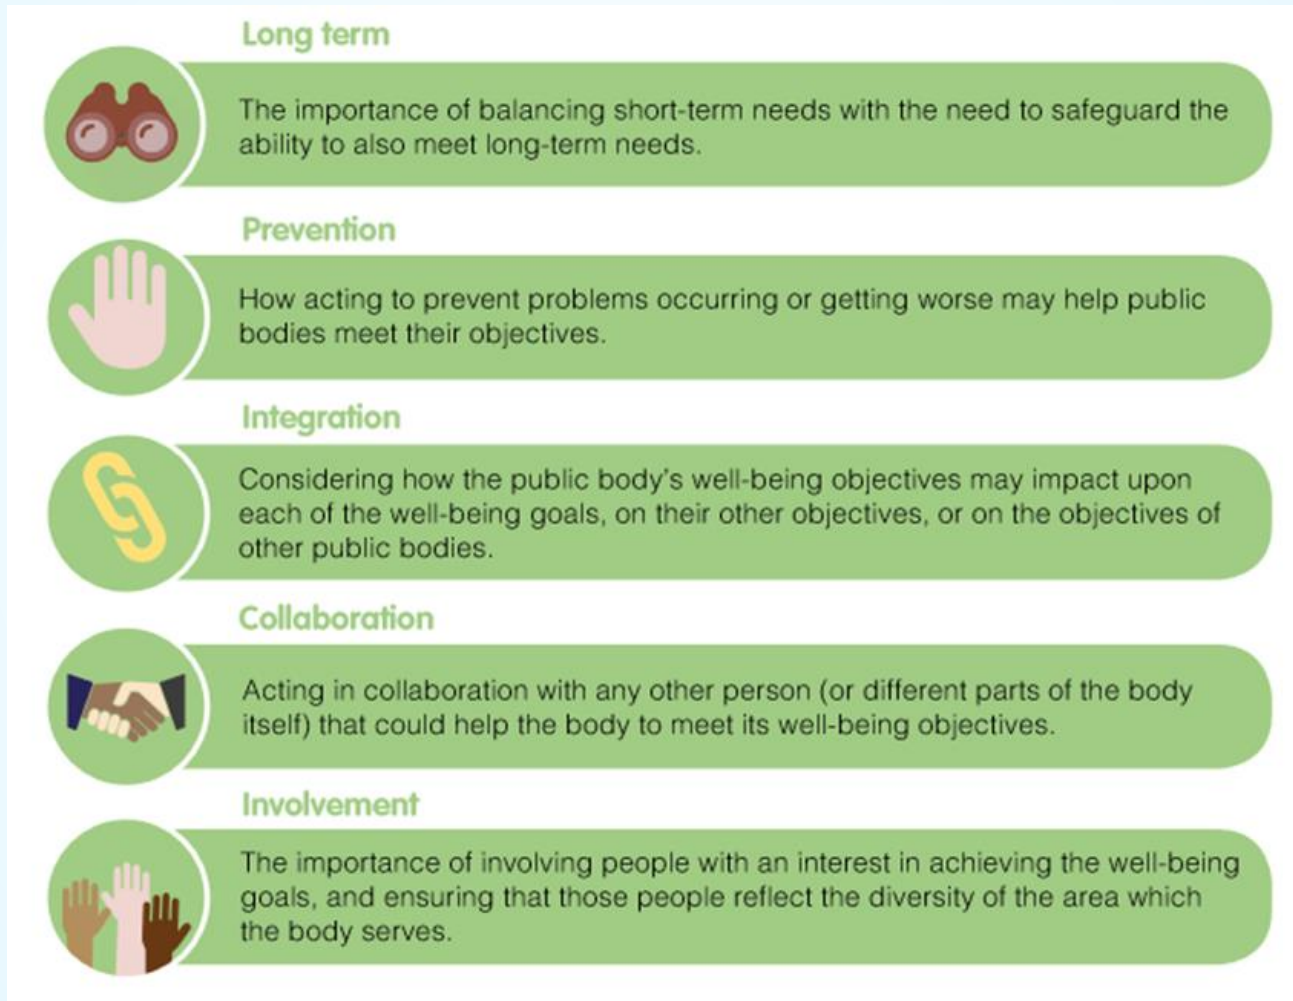 Long term
The importance of balancing short-term needs with the need to safeguard the
ability to also meet long-term needs.
Prevention
How acting to prevent problems occurring or getting worse may help public
bodies meet their objectives.
Integration
Considering how the public body's well-being objectives may impact upon
each of the well-being goals, on their other objectives, or on the objectives of
other public bodies.
Collaboration
Acting in collaboration with any other person (or different parts of the body
itself) that could help the body to meet its well-being objectives.
Involvement
The importance of involving people with an interest in achieving the well-being
goals, and ensuring that those people reflect the diversity of the area which
the body serves.